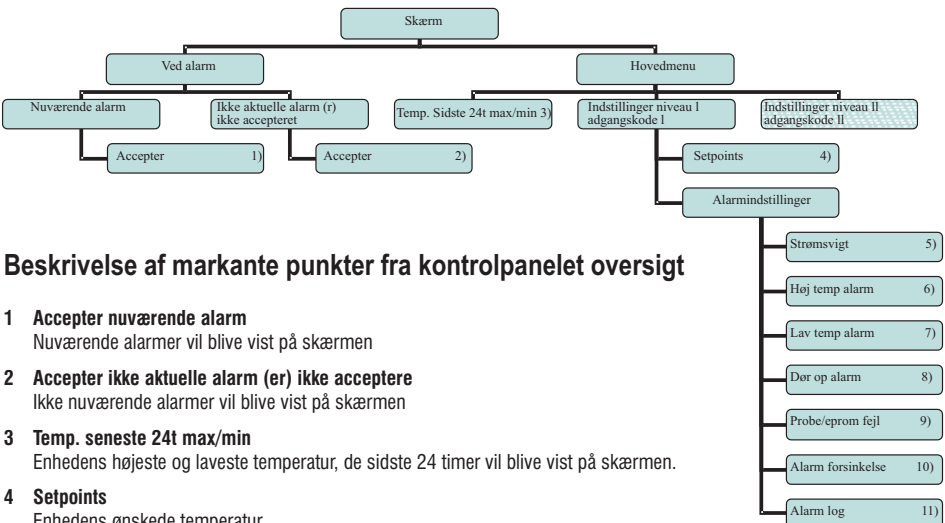 Skærm
Ved alarm
Hovedmenu
Nuværende alarm
Ikke aktuelle alarm (r)
ikke accepteret
Temp. Sidste 24t max/min 3)
Indstillinger niveau l
adgangskode l
Indstillinger niveau ll
adgangskode ll
Accepter 1)
Accepter 2)
Setpoints 4)
Alarmindstillinger
Strømsvigt 5)
Høj temp alarm 6)
Lav temp alarm 7)
Dør op alarm 8)
Probe/eprom fejl 9)
Alarm forsinkelse 10)
Alarm log 11)
Beskrivelse af markante punkter fra kontrolpanelet oversigt
1 Accepter nuværende alarm
Nuværende alarmer vil blive vist på skærmen
2 Accepter ikke aktuelle alarm (er) ikke acceptere
Ikke nuværende alarmer vil blive vist på skærmen
3 Temp. seneste 24t max/min
Enhedens højeste og laveste temperatur, de sidste 24 timer vil blive vist på skærmen.
4 Setpoints
Enhedens ønskede temperatur